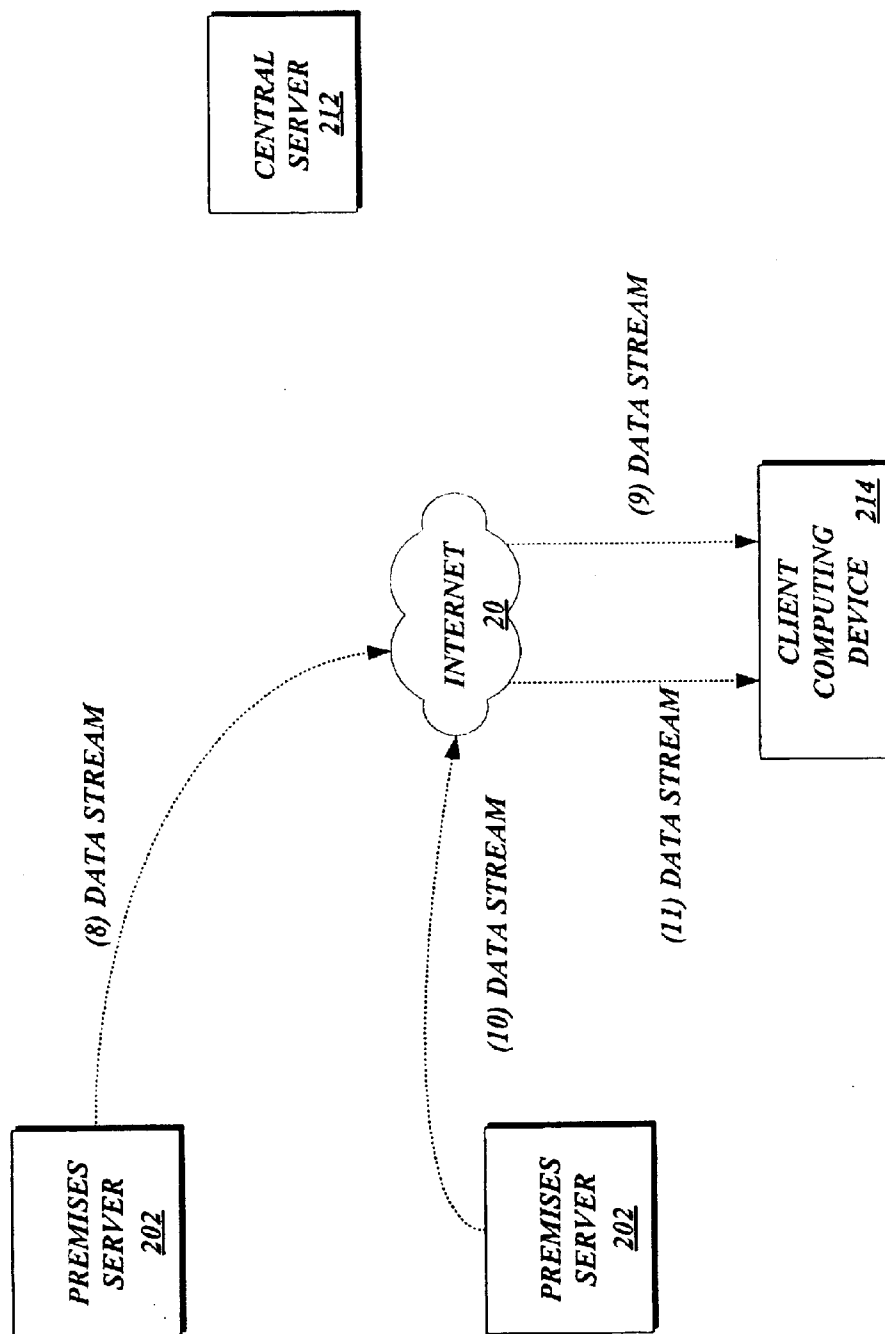 PREMISES
SERVER
202
(8) DATA STREAM
PREMISES
SERVER
202
(10) DATA STREAM
INTERNET
20
CENTRAL
SERVER
212
(9) DATA STREAM
(11) DATA STREAM
CLIENT
COMPUTING
DEVICE
214